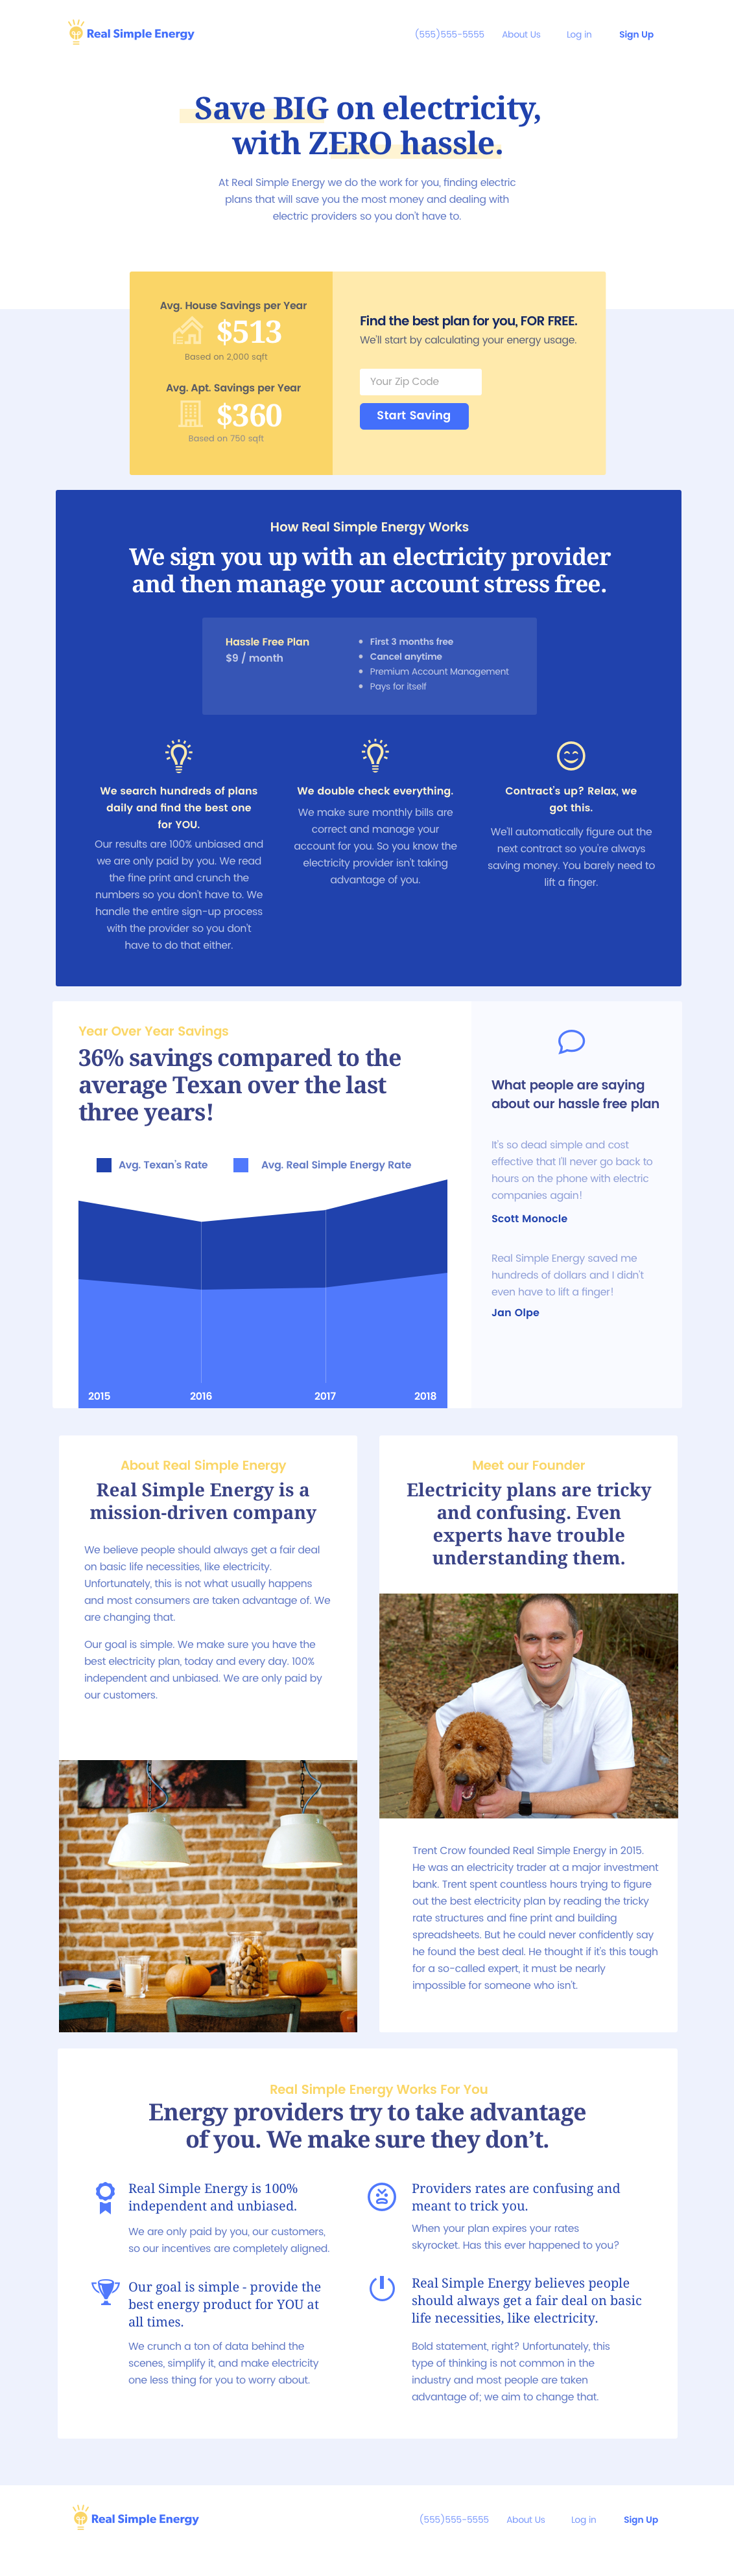 Real Simple Energy
(555)555-5555 About Us Log in Sign Up
Save BIG on electricity,
with ZERO hassle.
At Real Simple Energy we do the work for you, finding electric
plans that will save you the most money and dealing with
electric providers so you don't have to.
Avg. House Savings per Year
$513
Based on 2,000 sqft
Avg. Apt. Savings per Year
$360
Based on 750 sqft
Find the best plan for you, FOR FREE.
We'll start by calculating your energy usage.
Your Zip Code
Start Saving
How Real Simple Energy Works
We sign you up with an electricity provider
and then manage your account stress free.
Hassle Free Plan
$9 / month
First 3 months free
Cancel anytime
Premium Account Management
Pays for itself
We search hundreds of plans
daily and find the best one
for YOU.
Our results are 100% unbiased and
we are only paid by you. We read
the fine print and crunch the
numbers so you don't have to. We
handle the entire sign-up process
with the provider so you don't
have to do that either.
We double check everything.
We make sure monthly bills are
correct and manage your
account for you. So you know the
electricity provider isn't taking
advantage of you.
Contract's up? Relax, we
got this.
We'll automatically figure out the
next contract so you're always
saving money. You barely need to
lift a finger.
Year Over Year Savings
36% savings compared to the
average Texan over the last
three years!
Avg. Texan's Rate
Avg. Real Simple Energy Rate
2015 2016 2017 2018
What people are saying
about our hassle free plan
It's so dead simple and cost
effective that I'll never go back to
hours on the phone with electric
companies again!
Scott Monocle
Real Simple Energy saved me
hundreds of dollars and I didn't
even have to lift a finger!
Jan Olpe
About Real Simple Energy
Real Simple Energy is a
mission-driven company
We believe people should always get a fair deal
on basic life necessities, like electricity.
Unfortunately, this is not what usually happens
and most consumers are taken advantage of. We
are changing that.
Our goal is simple. We make sure you have the
best electricity plan, today and every day. 100%
independent and unbiased. We are only paid by
our customers.
Meet our Founder
Electricity plans are tricky
and confusing. Even
experts have trouble
understanding them.
Trent Crow founded Real Simple Energy in 2015.
He was an electricity trader at a major investment
bank. Trent spent countless hours trying to figure
out the best electricity plan by reading the tricky
rate structures and fine print and building
spreadsheets. But he could never confidently say
he found the best deal. He thought if it's this tough
for a so-called expert, it must be nearly
impossible for someone who isn't.
Real Simple Energy Works For You
Energy providers try to take advantage
of you. We make sure they don’t.
Real Simple Energy is 100%
independent and unbiased.
We are only paid by you, our customers,
so our incentives are completely aligned.
Providers rates are confusing and
meant to trick you.
When your plan expires your rates
skyrocket. Has this ever happened to you?
Our goal is simple - provide the
best energy product for YOU at
all times.
We crunch a ton of data behind the
scenes, simplify it, and make electricity
one less thing for you to worry about.
Real Simple Energy believes people
should always get a fair deal on basic
life necessities, like electricity.
Bold statement, right? Unfortunately, this
type of thinking is not common in the
industry and most people are taken
advantage of; we aim to change that.
Real Simple Energy
(555)555-5555 About Us Log in Sign Up